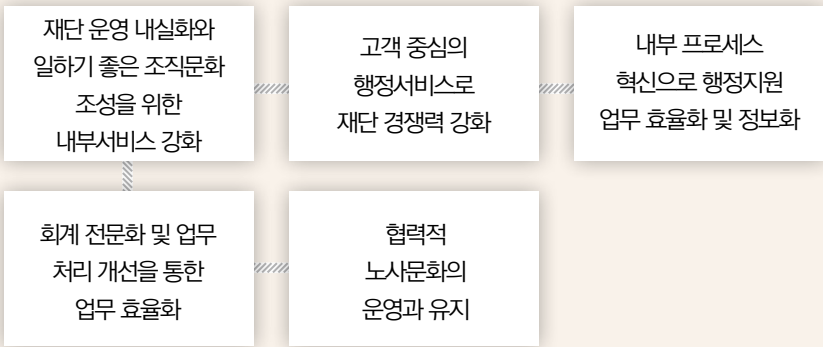 재단 운영 내실화와
일하기 좋은 조직문화
조성을 위한
내부서비스 강화
고객 중심의
행정서비스로
재단 경쟁력 강화
내부 프로세스
혁신으로 행정지원
업무 효율화 및 정보화
회계 전문화 및 업무
처리 개선을 통한
업무 효율화
협력적
노사문화의
운영과 유지